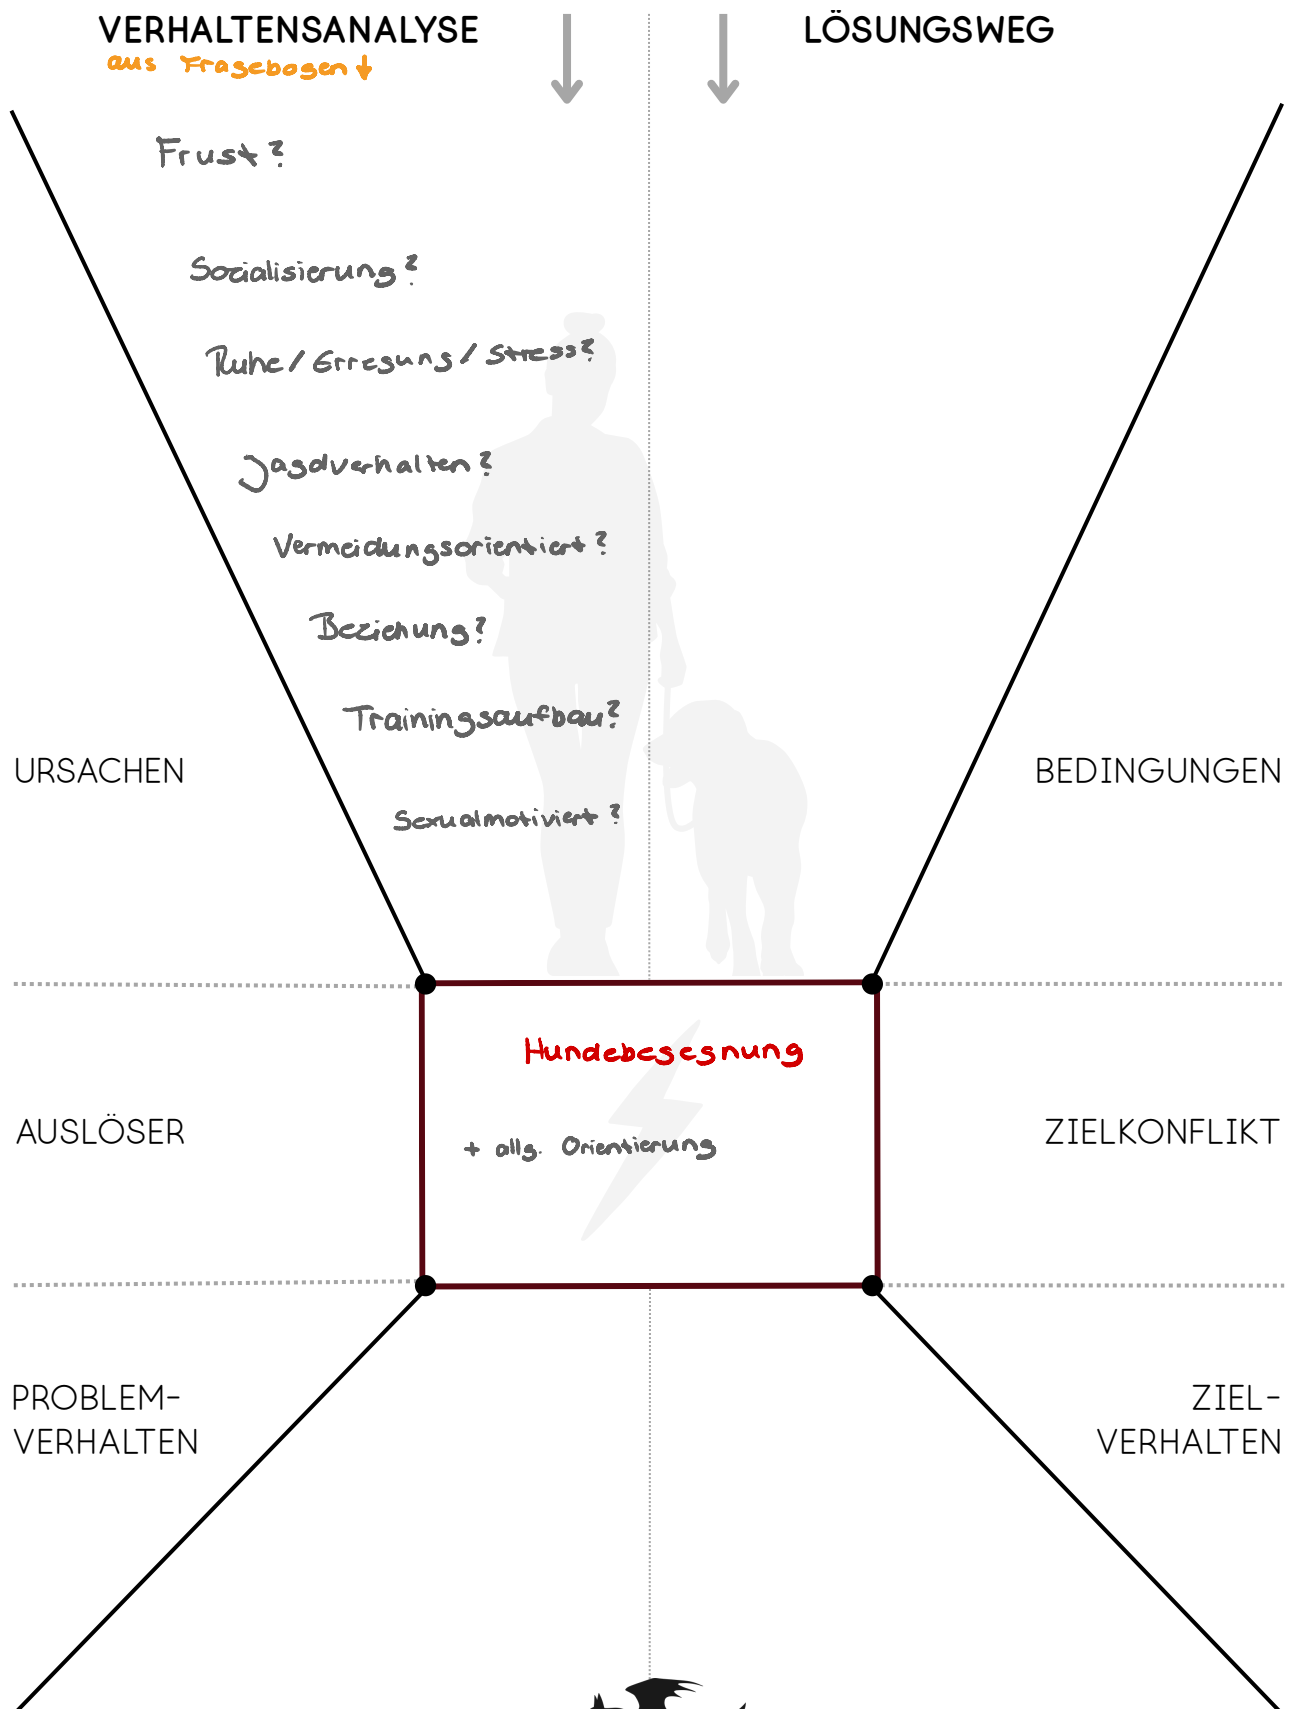 VERHALTENSANALYSE
LÖSUNGSWEG
aus Fragebogen
Frust?
Sozialisierung?
Ruhe / Erregung / Stress?
Jagdverhalten?
Vermeidungsorientiert?
Beziehung?
Trainingsaufbau?
URSACHEN
BEDINGUNGEN
Sexualmotiviert?
Hundebegegnung
AUSLÖSER
ZIELKONFLIKT
+ allg. Orientierung
PROBLEM-
VERHALTEN
ZIEL-
VERHALTEN